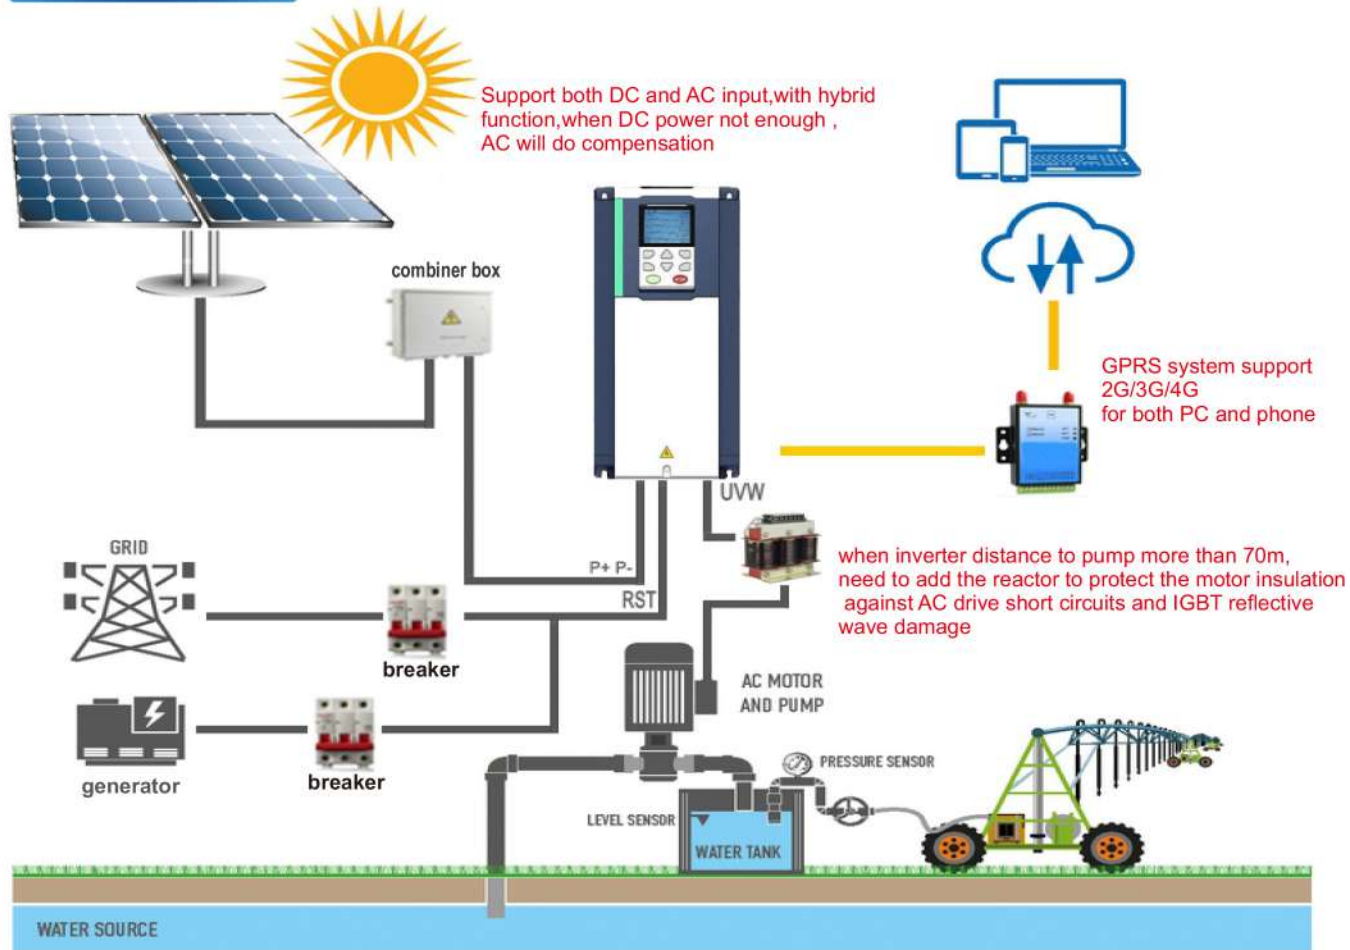 Support both DC and AC input,with hybrid
function,when DC power not enough ,
AC will do compensation
combiner box
GPRS system support
2G/3G/4G
for both PC and phone
UVW
P+ P-
RST
when inverter distance to pump more than 70m,
need to add the reactor to protect the motor insulation
against AC drive short circuits and IGBT reflective
wave damage
GRID
breaker
AC MOTOR
AND PUMP
generator
breaker
PRESSURE SENSOR
LEVEL SENSOR
WATER TANK
WATER SOURCE